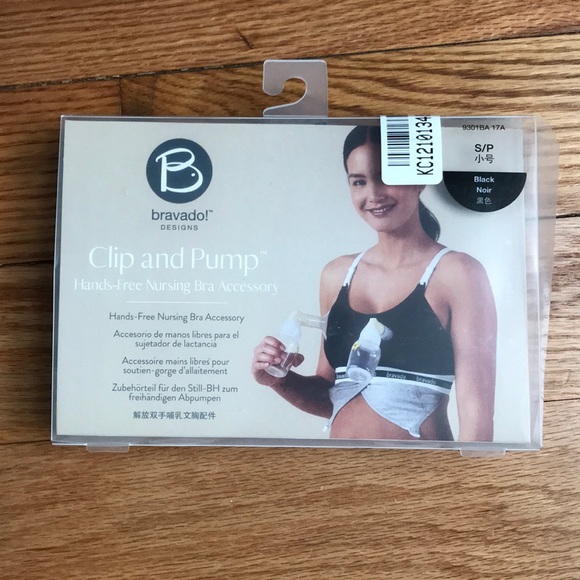 B
bravado!™
DESIGNS
Clip and Pump™
Hands-free Nursing Bra Accessory
Hands-Free Nursing Bra Accessory
Accesorio de manos libres para el
sujetador de lactancia
Accessoire mains libres pour
soutien-gorge d'allaitement
Zubehörteil für den Still-BH zum
freihändigen Abpumpen
解放双手哺乳文胸配件
KC1210134
9301BA 17A
S/P
小号
Black
Noir
黑色
bravado!
bravado!